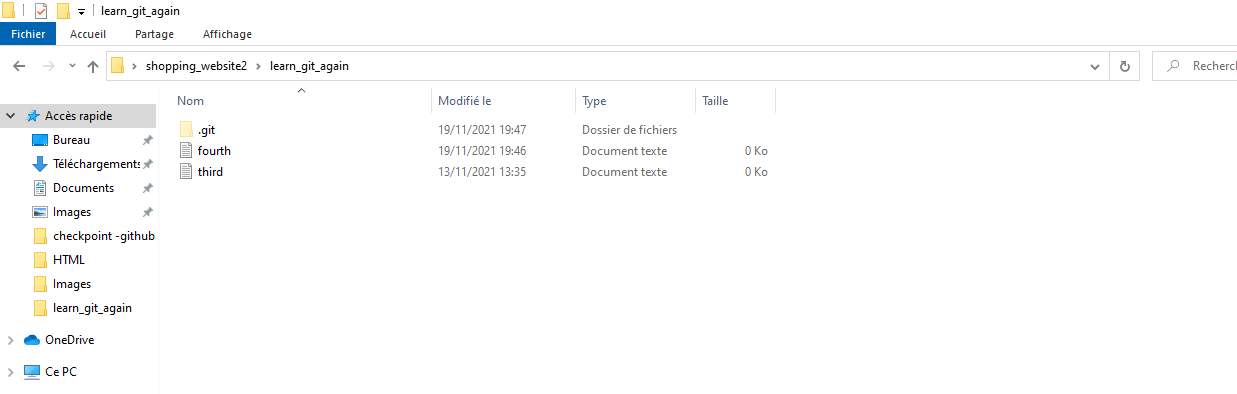 learn_git_again
Fichier Accueil Partage Affichage
shopping_website2 learn_git_again Recherc
Nom Modifié le Type Taille
.git 19/11/2021 19:47 Dossier de fichiers
fourth 19/11/2021 19:46 Document texte 0 Ko
third 13/11/2021 13:35 Document texte 0 Ko
Accès rapide
Bureau
Téléchargements
Documents
Images
checkpoint -github
HTML
Images
learn_git_again
OneDrive
Ce PC